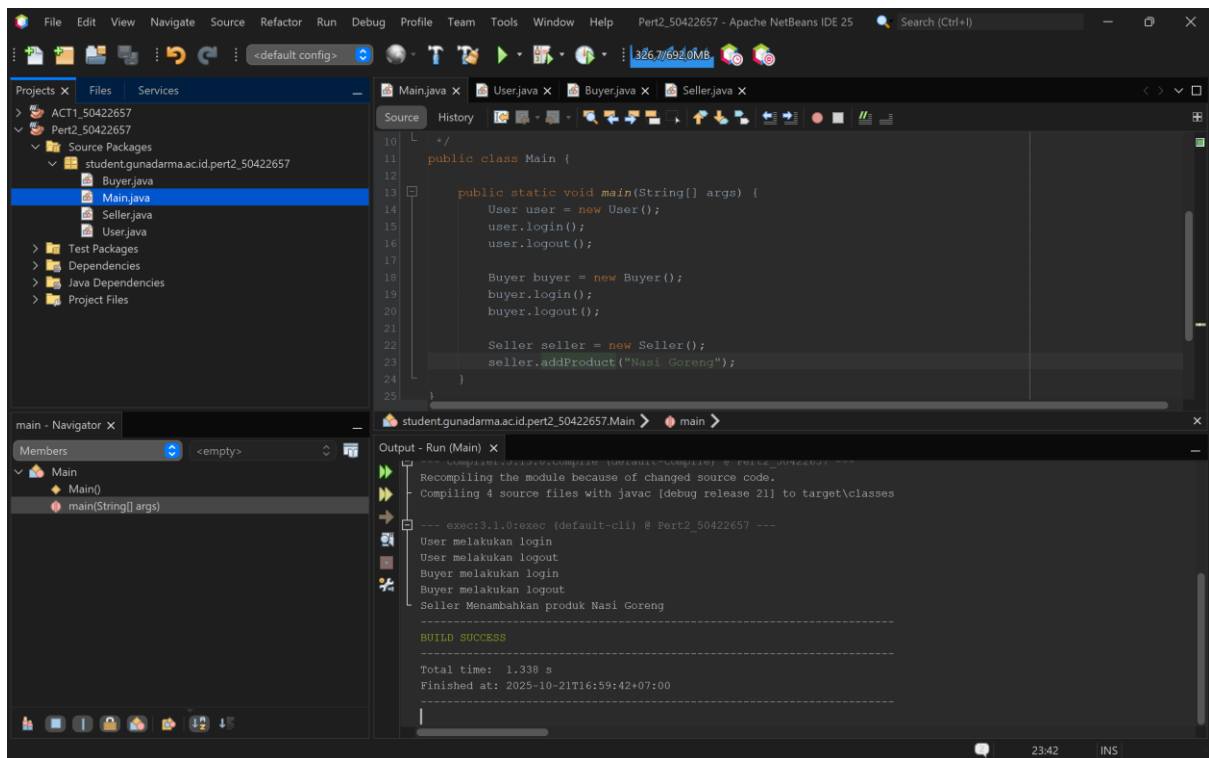 File Edit View Navigate Source Refactor Run Debug Profile Team Tools Window Help Pert2_50422657 - Apache NetBeans IDE 25 Search (Ctrl+I)
<default config> 326,7/692,0MB
Projects Files Services
ACT1_50422657
Pert2_50422657
Source Packages
student.gunadarma.ac.id.pert2_50422657
Buyer.java
Main.java
Seller.java
User.java
Test Packages
Dependencies
Java Dependencies
Project Files
main - Navigator
Members <empty>
Main
Main()
main(String[] args)
Main.java User.java Buyer.java Seller.java
Source History
10 */
11 public class Main {
12
13 public static void main(String[] args) {
14 User user = new User();
15 user.login();
16 user.logout();
17
18 Buyer buyer = new Buyer();
19 buyer.login();
20 buyer.logout();
21
22 Seller seller = new Seller();
23 seller.addProduct("Nasi Goreng");
24 }
25 }
student.gunadarma.ac.id.pert2_50422657.Main main
Output - Run (Main)
--- compiler:3.13.0:compile (default-compile) @ Pert2_50422657 ---
Recompiling the module because of changed source code.
Compiling 4 source files with javac [debug release 21] to target\classes
--- exec:3.1.0:exec (default-cli) @ Pert2_50422657 ---
User melakukan login
User melakukan logout
Buyer melakukan login
Buyer melakukan logout
Seller Menambahkan produk Nasi Goreng
------------------------------------------------------------------------
BUILD SUCCESS
------------------------------------------------------------------------
Total time: 1.338 s
Finished at: 2025-10-21T16:59:42+07:00
------------------------------------------------------------------------
23:42 INS